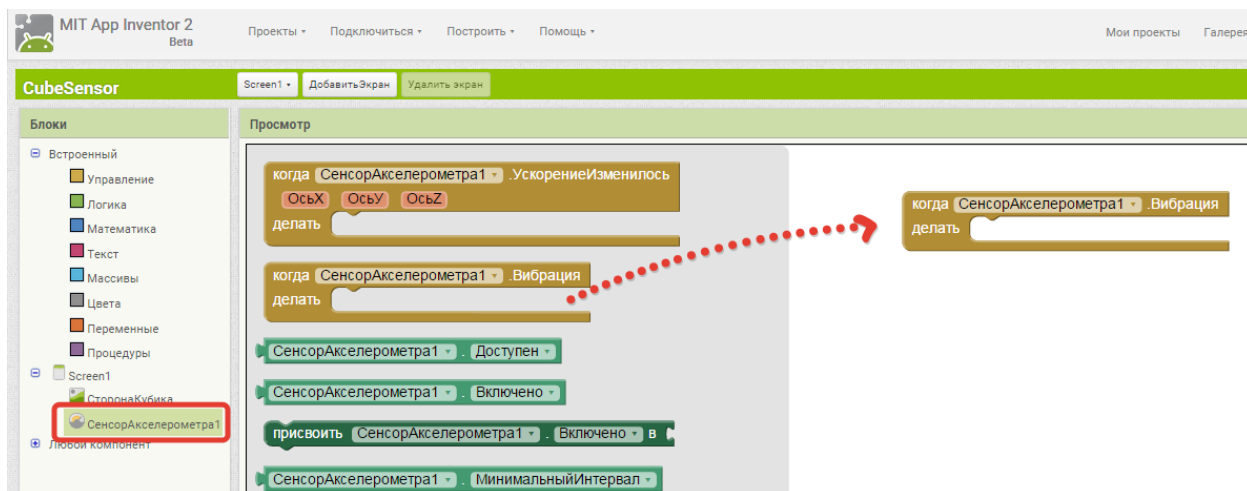 MIT App Inventor 2
Beta
Проекты Подключиться Построить Помощь Мои проекты Галерея
CubeSensor
Screen1 ДобавитьЭкран Удалить экран
Блоки
Встроенный
Управление
Логика
Математика
Текст
Массивы
Цвета
Переменные
Процедуры
Screen1
СторонаКубика
СенсорАкселерометра1
Любой компонент
Просмотр
когда СенсорАкселерометра1 .УскорениеИзменилось
ОсьX ОсьУ ОсьZ
делать
когда СенсорАкселерометра1 .Вибрация
делать
СенсорАкселерометра1 . Доступен
СенсорАкселерометра1 . Включено
присвоить СенсорАкселерометра1 . Включено в
СенсорАкселерометра1 . МинимальныйИнтервал
когда СенсорАкселерометра1 .Вибрация
делать